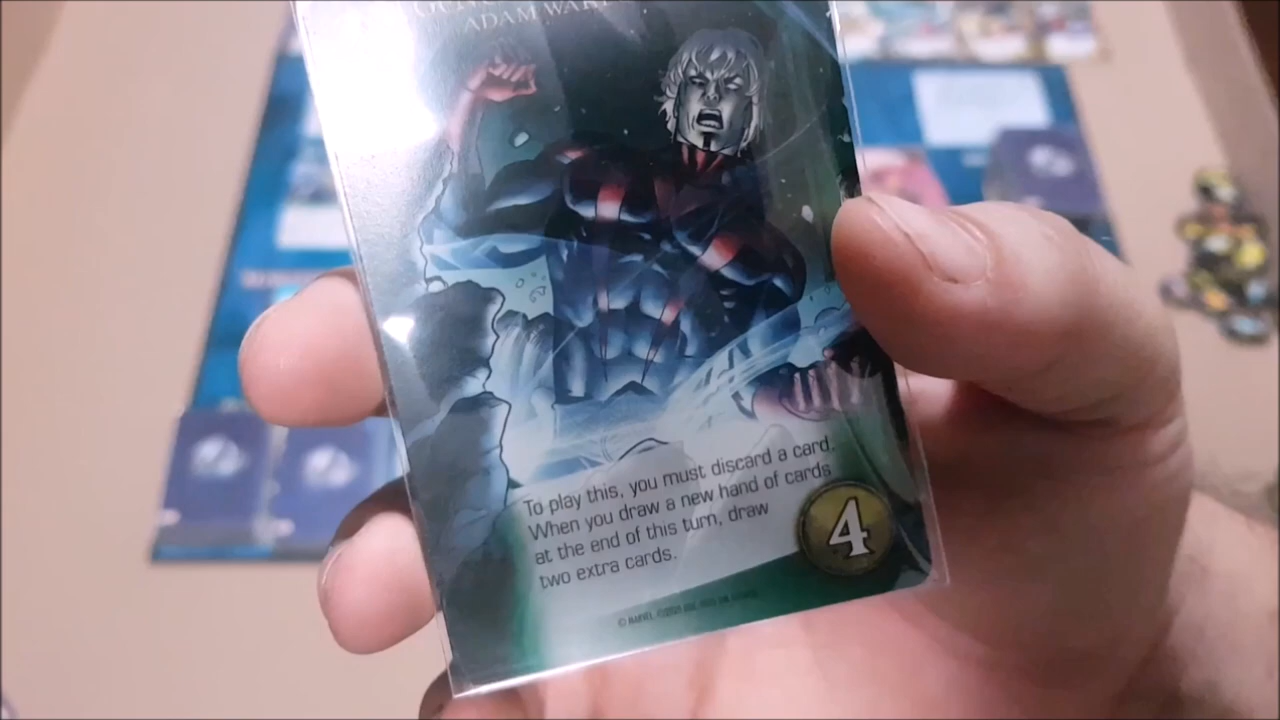 ADAM WAR
To play this, you must discard a card.
When you draw a new hand of cards
at the end of this turn, draw
two extra cards.
4